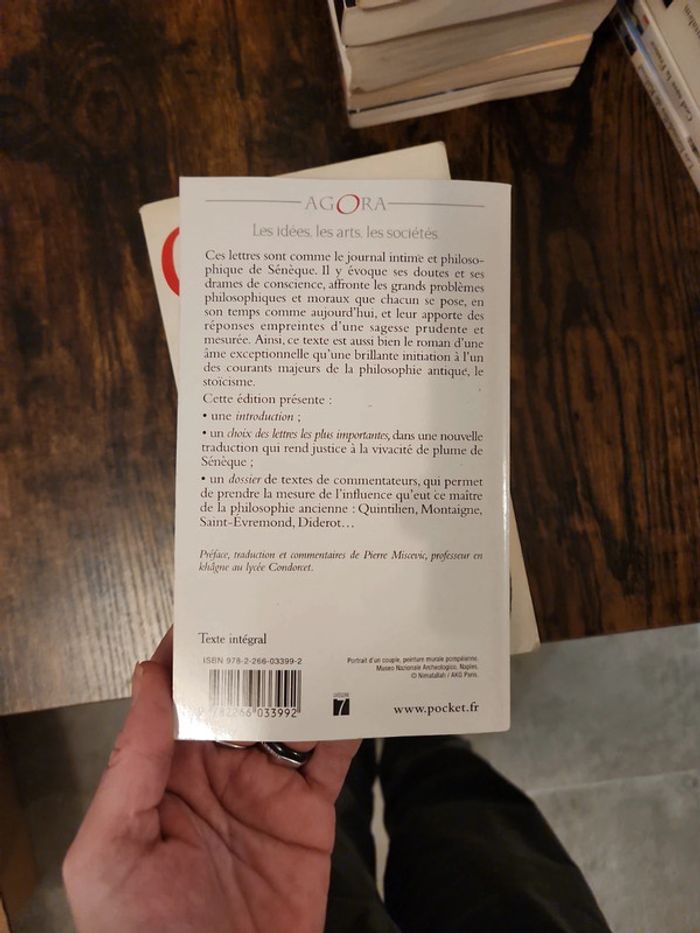 AGORA
Les idées, les arts, les sociétés
Ces lettres sont comme le journal intime et philoso-
phique de Sénèque. Il y évoque ses doutes et ses
drames de conscience, affronte les grands problèmes
philosophiques et moraux que chacun se pose, en
son temps comme aujourd'hui, et leur apporte des
réponses empreintes d'une sagesse prudente et
mesurée. Ainsi, ce texte est aussi bien le roman d'une
âme exceptionnelle qu'une brillante initiation à l'un
des courants majeurs de la philosophie antique, le
stoïcisme.
Cette édition présente :
• une introduction ;
• un choix des lettres les plus importantes, dans une nouvelle
traduction qui rend justice à la vivacité de plume de
Sénèque ;
• un dossier de textes de commentateurs, qui permet
de prendre la mesure de l'influence qu'eut ce maître
de la philosophie ancienne : Quintilien, Montaigne,
Saint-Évremond, Diderot…
Préface, traduction et commentaires de Pierre Miscevic, professeur en
khâgne au lycée Condorcet.
Texte intégral
ISBN 978-2-266-03399-2
9 782266 033992
Portrait d'un couple, peinture murale pompéienne.
Museo Nazionale Archeologico, Naples.
© Nimatallah / AKG Paris.
CATÉGORIE
7
www.pocket.fr